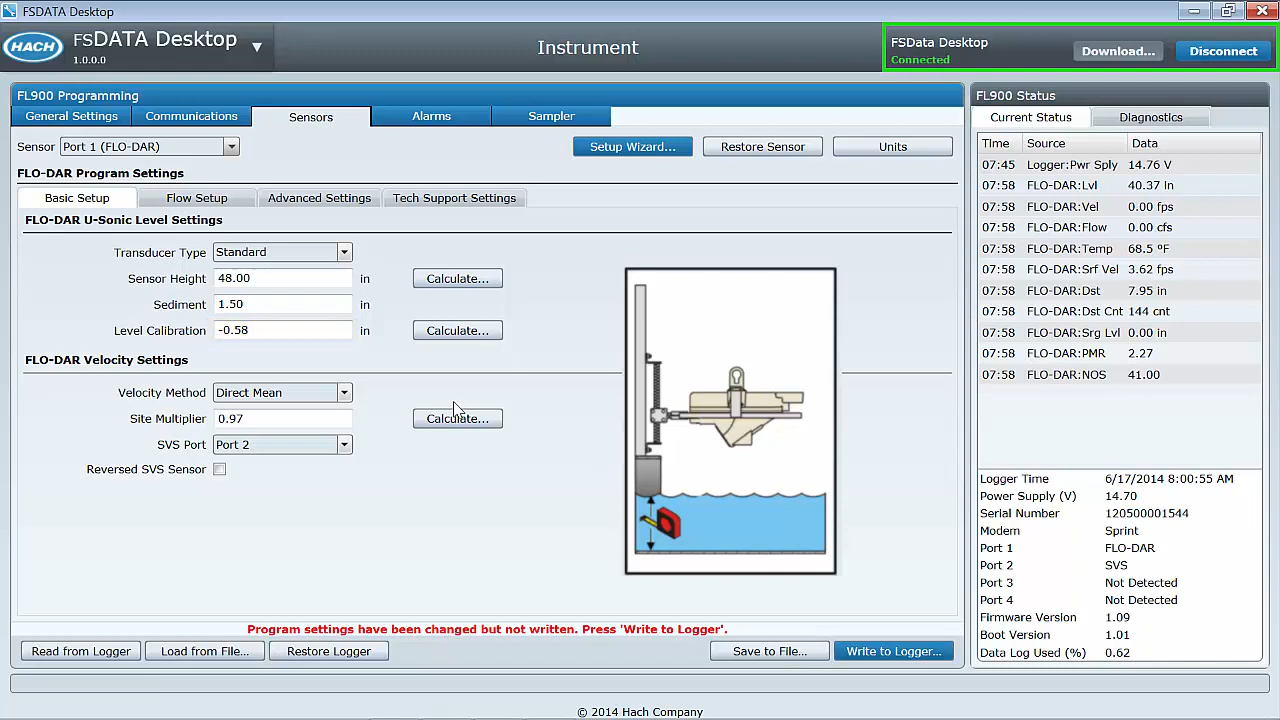 FSDATA Desktop
HACH FSDATA Desktop
1.0.0.0
Instrument
FSData Desktop
Connected
Download...
Disconnect
FL900 Programming
General Settings Communications Sensors Alarms Sampler
Sensor Port 1 (FLO-DAR) Setup Wizard... Restore Sensor Units
FLO-DAR Program Settings
Basic Setup Flow Setup Advanced Settings Tech Support Settings
FLO-DAR U-Sonic Level Settings
Transducer Type Standard
Sensor Height 48.00 in Calculate...
Sediment 1.50 in
Level Calibration -0.58 in Calculate...
FLO-DAR Velocity Settings
Velocity Method Direct Mean
Site Multiplier 0.97 Calculate...
SVS Port Port 2
Reversed SVS Sensor
Program settings have been changed but not written. Press 'Write to Logger'.
Read from Logger Load from File... Restore Logger Save to File... Write to Logger...
FL900 Status
Current Status Diagnostics
Time Source Data
07:45 Logger:Pwr Sply 14.76 V
07:58 FLO-DAR:Lvl 40.37 in
07:58 FLO-DAR:Vel 0.00 fps
07:58 FLO-DAR:Flow 0.00 cfs
07:58 FLO-DAR:Temp 68.5 ºF
07:58 FLO-DAR:Srf Vel 3.62 fps
07:58 FLO-DAR:Dst 7.95 in
07:58 FLO-DAR:Dst Cnt 144 cnt
07:58 FLO-DAR:Srg Lvl 0.00 in
07:58 FLO-DAR:PMR 2.27
07:58 FLO-DAR:NOS 41.00
Logger Time 6/17/2014 8:00:55 AM
Power Supply (V) 14.70
Serial Number 120500001544
Modem Sprint
Port 1 FLO-DAR
Port 2 SVS
Port 3 Not Detected
Port 4 Not Detected
Firmware Version 1.09
Boot Version 1.01
Data Log Used (%) 0.62
© 2014 Hach Company